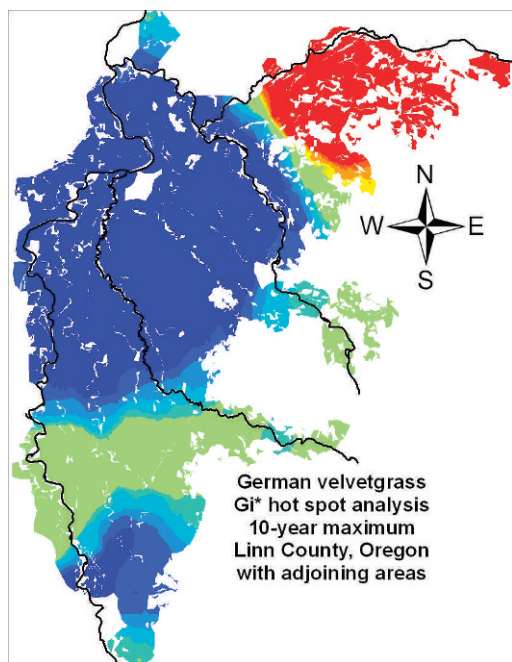 N
W E
S
German velvetgrass
Gi* hot spot analysis
10-year maximum
Linn County, Oregon
with adjoining areas